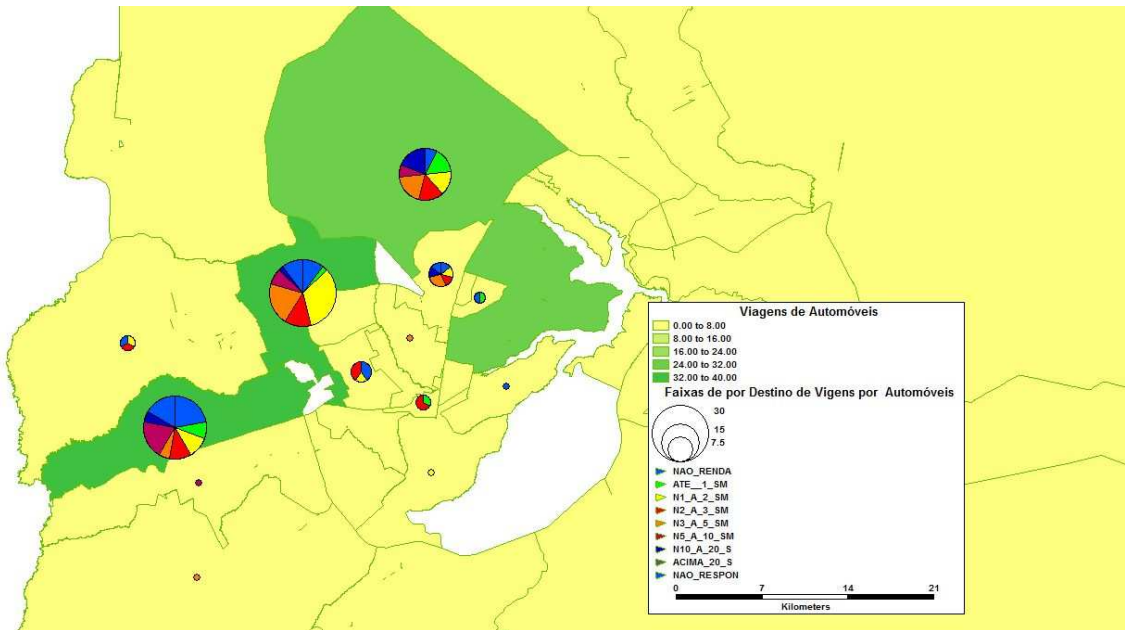 Viagens de Automóveis
0.00 to 8.00
8.00 to 16.00
16.00 to 24.00
24.00 to 32.00
32.00 to 40.00
Faixas de por Destino de Vigens por Automóveis
30
15
7.5
NAO_RENDA
ATE__1_SM
N1_A_2_SM
N2_A_3_SM
N3_A_5_SM
N5_A_10_SM
N10_A_20_S
ACIMA_20_S
NAO_RESPON
0 7 14 21
Kilometers